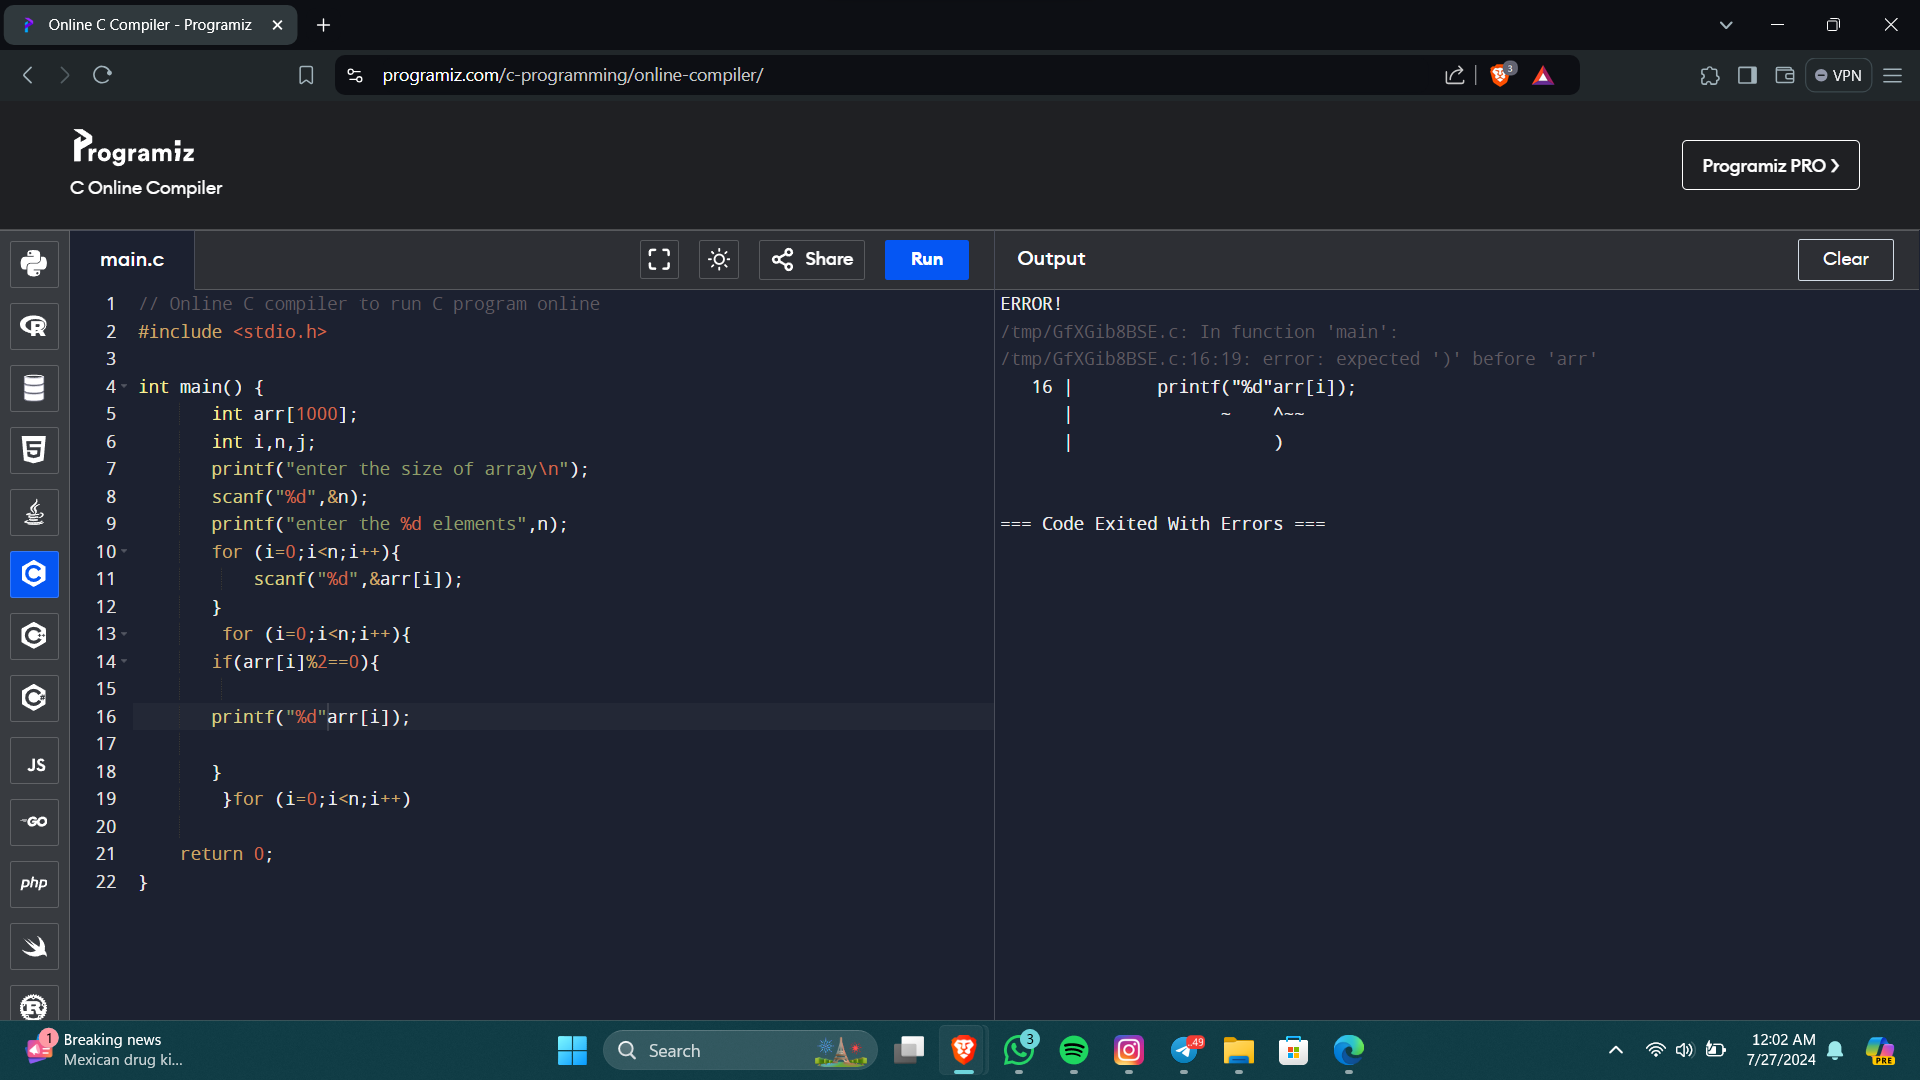 Online C Compiler - Programiz
programiz.com/c-programming/online-compiler/
3
VPN
Programiz
C Online Compiler
Programiz PRO ❯
main.c
Share
Run
Output
Clear
1 // Online C compiler to run C program online
2 #include <stdio.h>
3
4 int main() {
5 int arr[1000];
6 int i,n,j;
7 printf("enter the size of array\n");
8 scanf("%d",&n);
9 printf("enter the %d elements",n);
10 for (i=0;i<n;i++){
11 scanf("%d",&arr[i]);
12 }
13 for (i=0;i<n;i++){
14 if(arr[i]%2==0){
15
16 printf("%d"arr[i]);
17
18 }
19 }for (i=0;i<n;i++)
20
21 return 0;
22 }
ERROR!
/tmp/GfXGib8BSE.c: In function 'main':
/tmp/GfXGib8BSE.c:16:19: error: expected ')' before 'arr'
16 | printf("%d"arr[i]);
| ~ ^~~
| )
=== Code Exited With Errors ===
JS
GO
php
1
Breaking news
Mexican drug ki...
Search
3
49
12:02 AM
7/27/2024
PRE